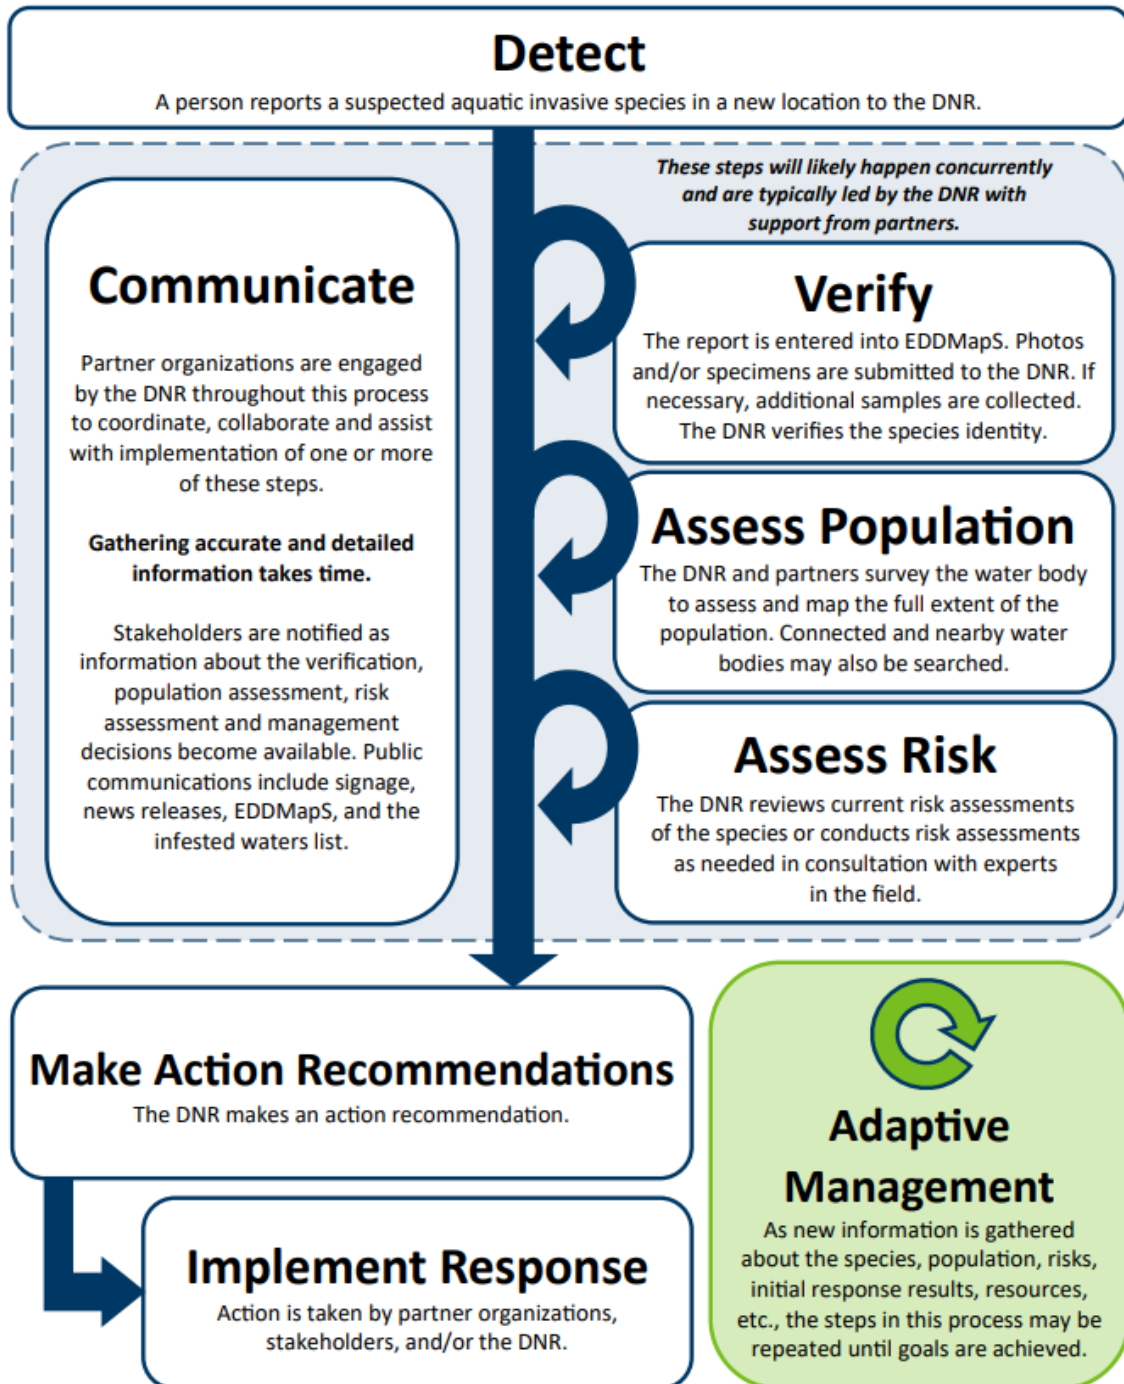 Detect
A person reports a suspected aquatic invasive species in a new location to the DNR.
These steps will likely happen concurrently
and are typically led by the DNR with
support from partners.
Communicate
Partner organizations are engaged
by the DNR throughout this process
to coordinate, collaborate and assist
with implementation of one or more
of these steps.
Gathering accurate and detailed
information takes time.
Stakeholders are notified as
information about the verification,
population assessment, risk
assessment and management
decisions become available. Public
communications include signage,
news releases, EDDMapS, and the
infested waters list.
Verify
The report is entered into EDDMapS. Photos
and/or specimens are submitted to the DNR. If
necessary, additional samples are collected.
The DNR verifies the species identity.
Assess Population
The DNR and partners survey the water body
to assess and map the full extent of the
population. Connected and nearby water
bodies may also be searched.
Assess Risk
The DNR reviews current risk assessments
of the species or conducts risk assessments
as needed in consultation with experts
in the field.
Make Action Recommendations
The DNR makes an action recommendation.
Implement Response
Action is taken by partner organizations,
stakeholders, and/or the DNR.
Adaptive
Management
As new information is gathered
about the species, population, risks,
initial response results, resources,
etc., the steps in this process may be
repeated until goals are achieved.